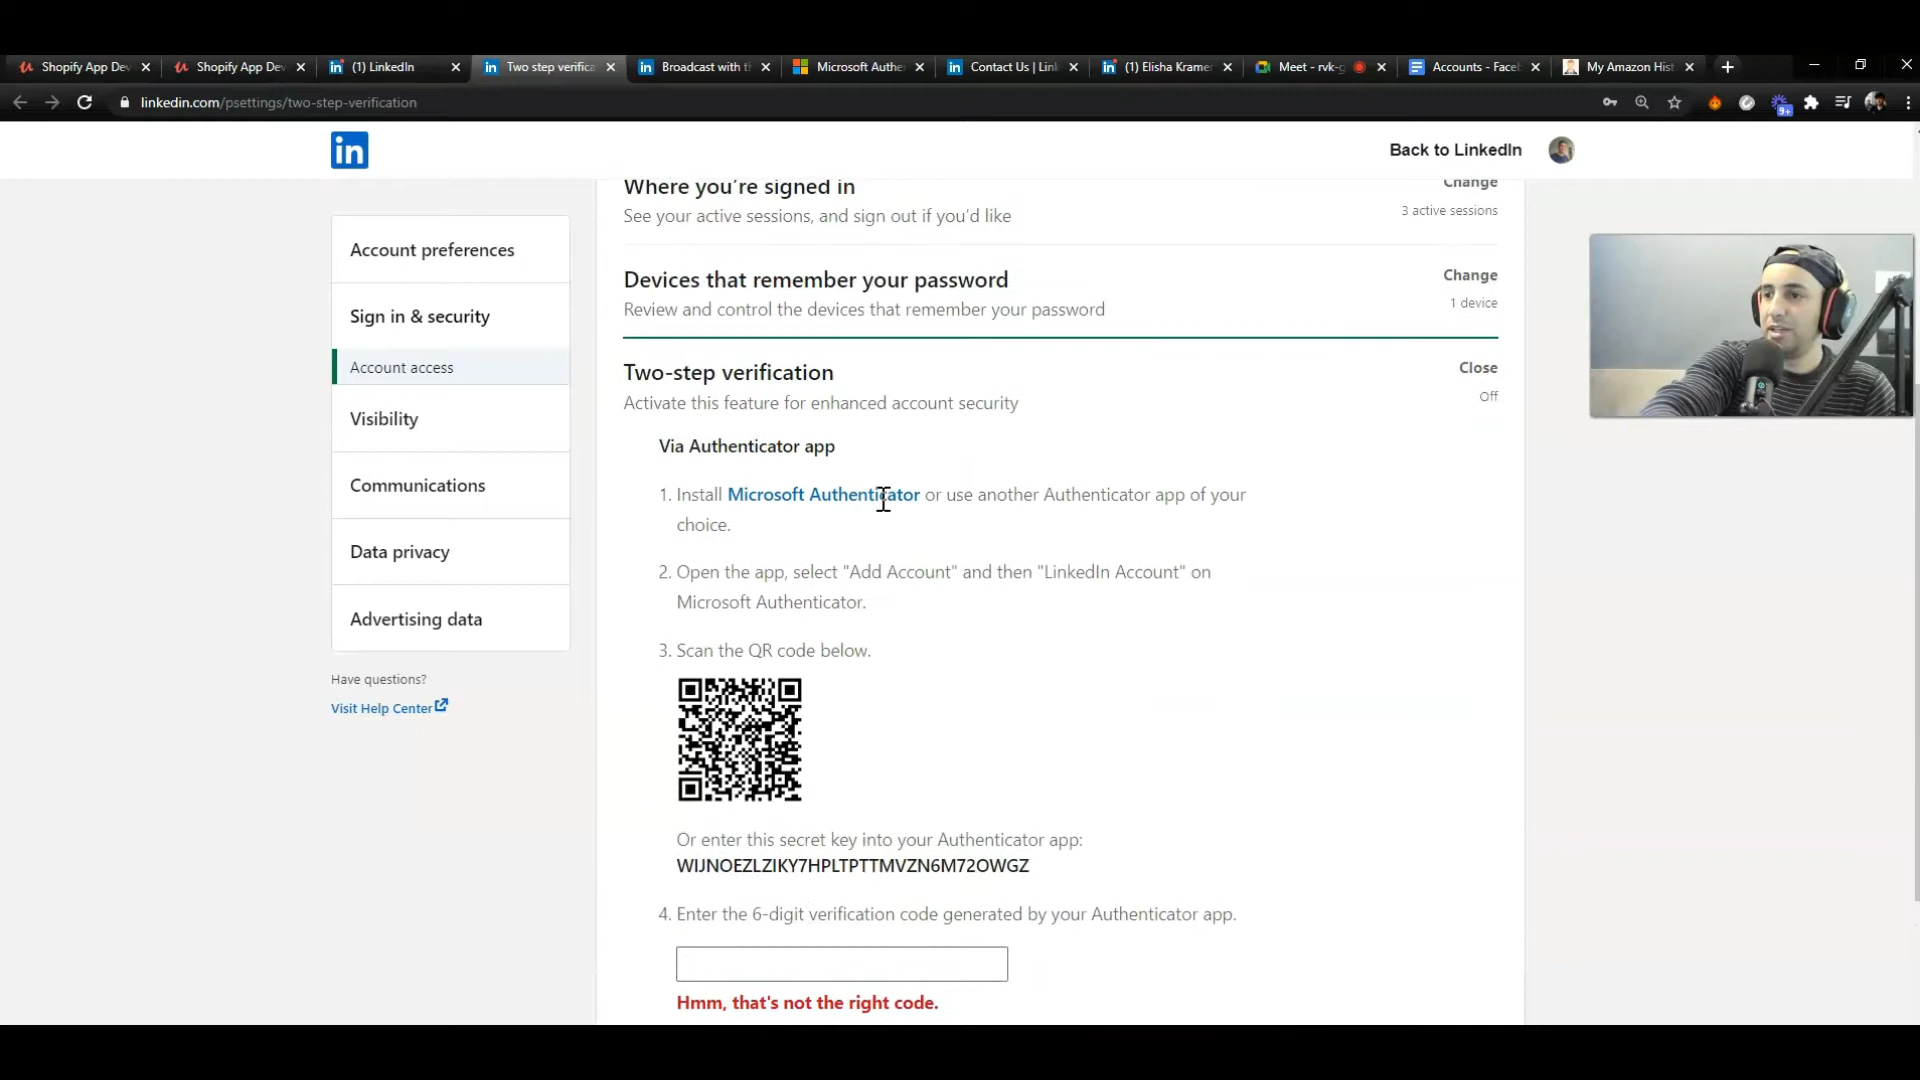 Shopify App Dev
Shopify App Dev
(1) LinkedIn
Two step verifica
Broadcast with t
Microsoft Authe
Contact Us | Link
(1) Elisha Kramer
Meet - rvk-
Accounts - Face
My Amazon Hist
linkedin.com/psettings/two-step-verification
9+
in
Back to LinkedIn
Account preferences
Sign in & security
Account access
Visibility
Communications
Data privacy
Advertising data
Have questions?
Visit Help Center
Where you're signed in
Change
See your active sessions, and sign out if you'd like
3 active sessions
Devices that remember your password
Change
Review and control the devices that remember your password
1 device
Two-step verification
Close
Activate this feature for enhanced account security
Off
Via Authenticator app
1. Install Microsoft Authenticator or use another Authenticator app of your
choice.
2. Open the app, select "Add Account" and then "LinkedIn Account" on
Microsoft Authenticator.
3. Scan the QR code below.
Or enter this secret key into your Authenticator app:
WIJNOEZLZIKY7HPLTPTTMVZN6M72OWGZ
4. Enter the 6-digit verification code generated by your Authenticator app.
Hmm, that's not the right code.